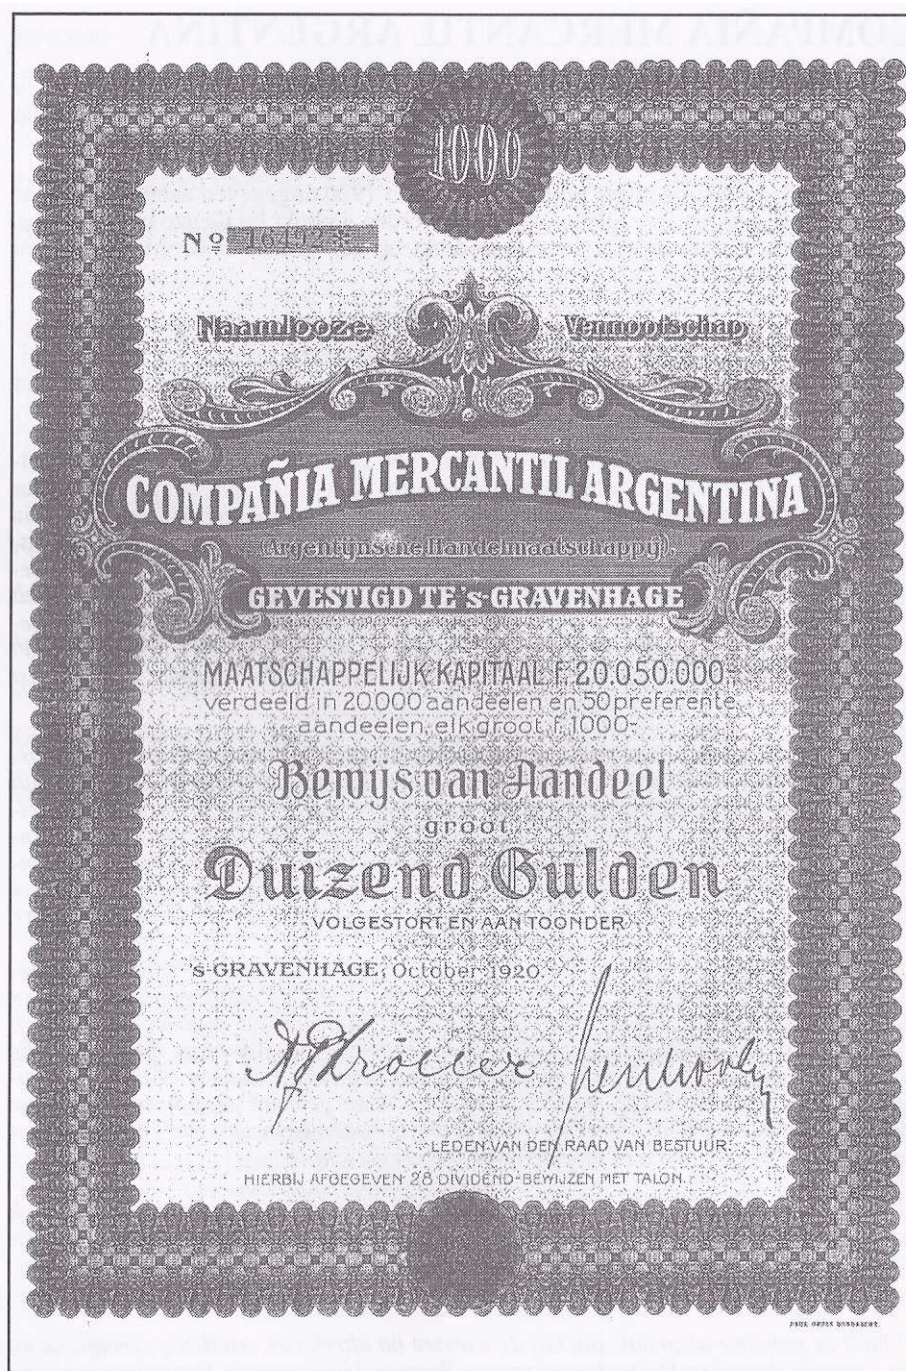 1000
Nº 16492*
Naamlooze Vennootschap
COMPAÑIA MERCANTIL ARGENTINA
(Argentijnsche Handelmaatschappij).
GEVESTIGD TE 's-GRAVENHAGE
MAATSCHAPPELIJK KAPITAAL f. 20.050.000.-
verdeeld in 20.000 aandeelen en 50 preferente
aandeelen, elk groot f. 1000.-
Bewijs van Aandeel
groot
Duizend Gulden
VOLGESTORT EN AAN TOONDER
's-GRAVENHAGE, October 1920
Kröller
LEDEN VAN DEN RAAD VAN BESTUUR.
HIERBIJ AFGEGEVEN 28 DIVIDEND-BEWIJZEN MET TALON.